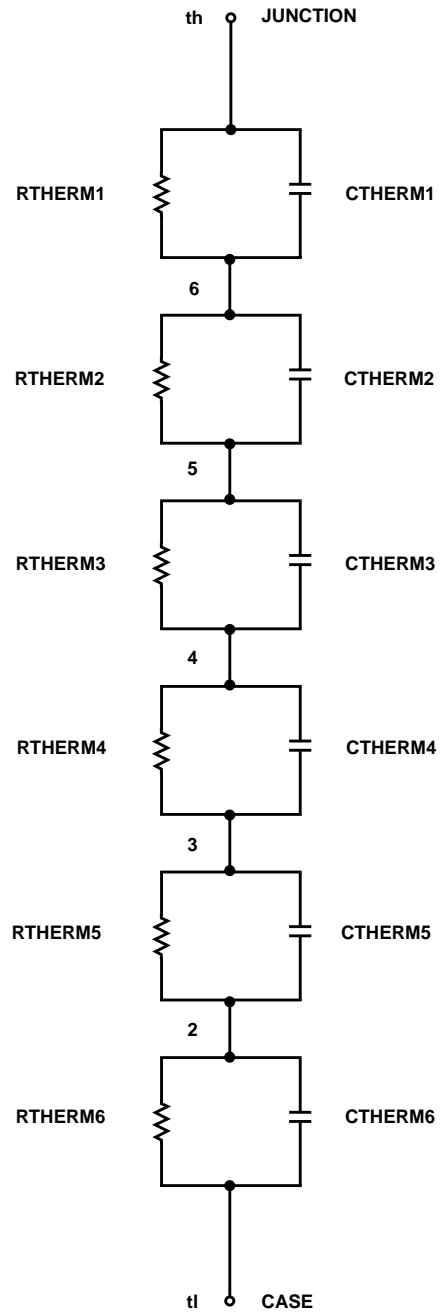 th JUNCTION
RTHERM1 CTHERM1
6
RTHERM2 CTHERM2
5
RTHERM3 CTHERM3
4
RTHERM4 CTHERM4
3
RTHERM5 CTHERM5
2
RTHERM6 CTHERM6
tl CASE